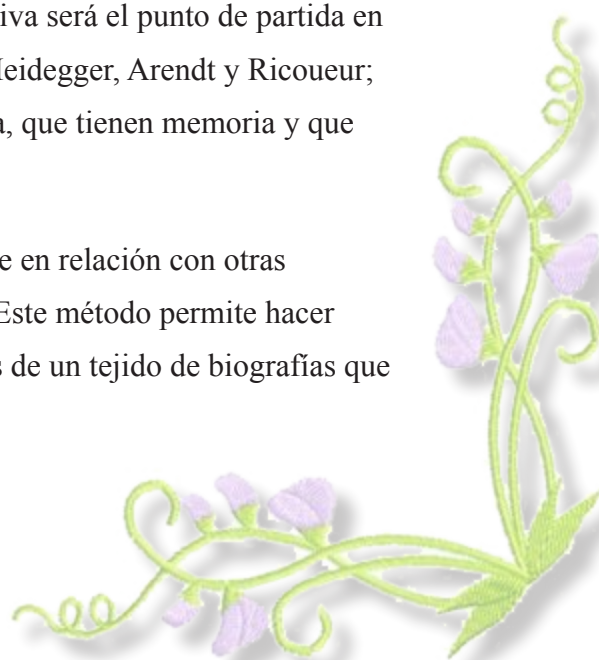 iva será el punto de partida en
Heidegger, Arendt y Ricoueur;
a, que tienen memoria y que
e en relación con otras
Este método permite hacer
s de un tejido de biografías que